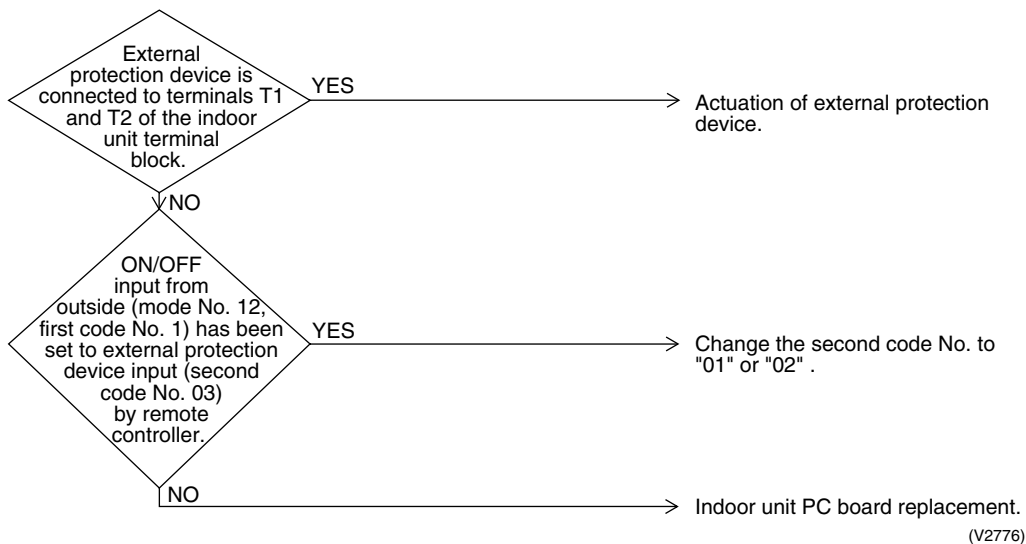 External
protection device is
connected to terminals T1
and T2 of the indoor
unit terminal
block.
YES
Actuation of external protection
device.
NO
ON/OFF
input from
outside (mode No. 12,
first code No. 1) has been
set to external protection
device input (second
code No. 03)
by remote
controller.
YES
Change the second code No. to
"01" or "02" .
NO
Indoor unit PC board replacement.
(V2776)